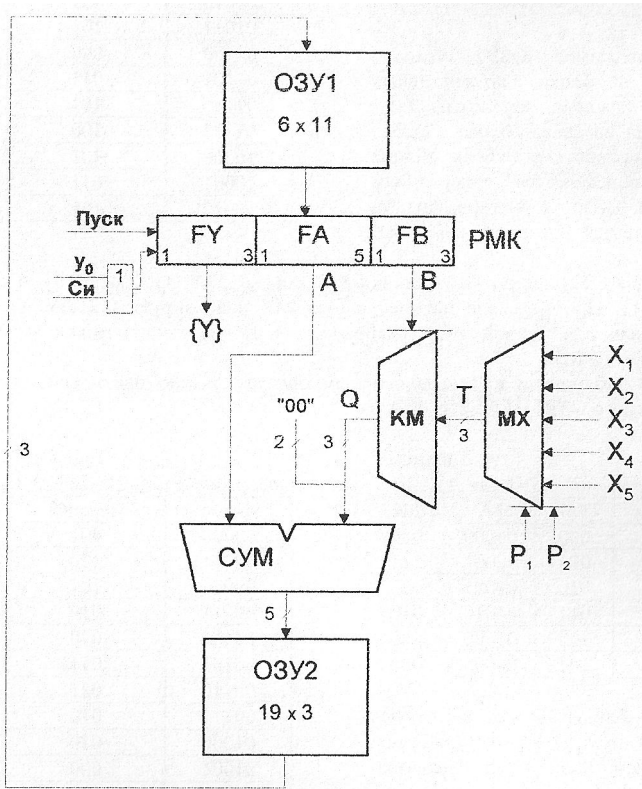 ОЗУ1
6 x 11
Пуск
FY
FA
FB
РМК
1
3
1
5
1
3
y₀
Си
1
A
B
{Y}
X₁
X₂
X₃
X₄
X₅
"00"
Q
КМ
T
МХ
3
2
3
3
P₁
P₂
СУМ
5
ОЗУ2
19 x 3